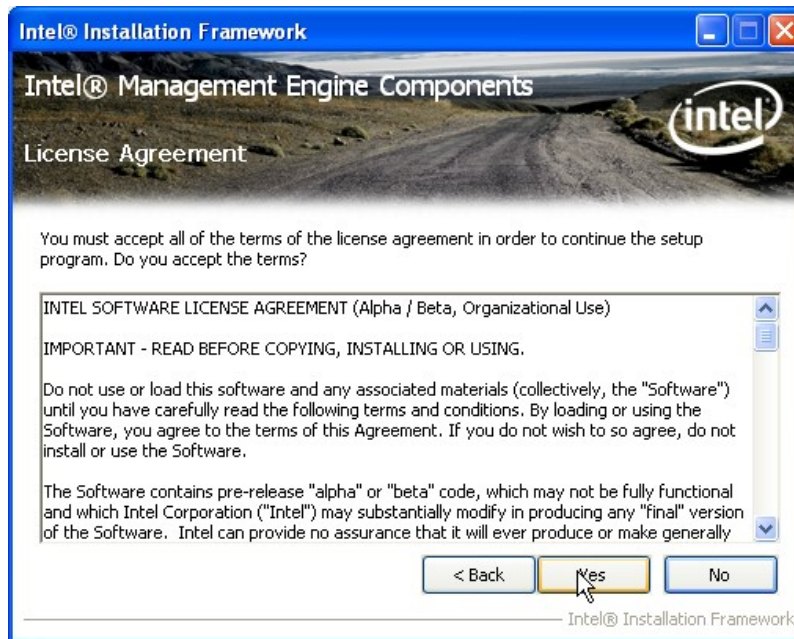 Intel® Installation Framework
Intel® Management Engine Components
intel
License Agreement
You must accept all of the terms of the license agreement in order to continue the setup
program. Do you accept the terms?
INTEL SOFTWARE LICENSE AGREEMENT (Alpha / Beta, Organizational Use)
IMPORTANT - READ BEFORE COPYING, INSTALLING OR USING.
Do not use or load this software and any associated materials (collectively, the "Software")
until you have carefully read the following terms and conditions. By loading or using the
Software, you agree to the terms of this Agreement. If you do not wish to so agree, do not
install or use the Software.
The Software contains pre-release "alpha" or "beta" code, which may not be fully functional
and which Intel Corporation ("Intel") may substantially modify in producing any "final" version
of the Software.  Intel can provide no assurance that it will ever produce or make generally
< Back
Yes
No
Intel® Installation Framework